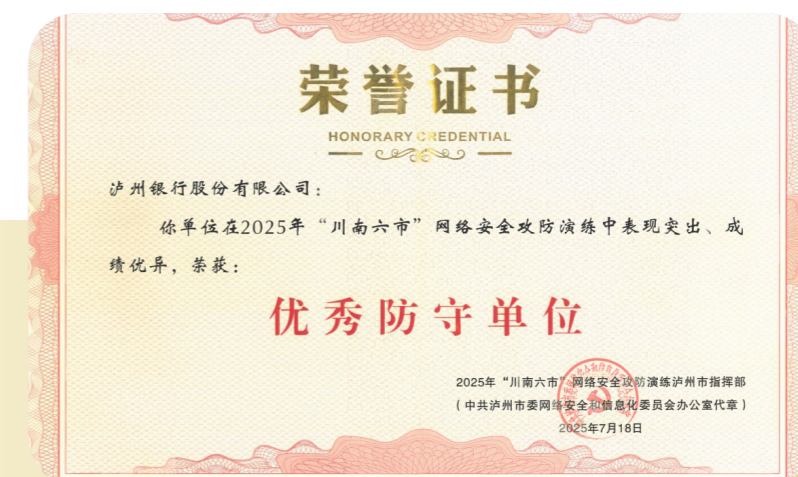 荣誉证书
HONORARY CREDENTIAL
泸州银行股份有限公司：
你单位在2025年“川南六市”网络安全攻防演练中表现突出、成
绩优异，荣获：
优秀防守单位
2025年“川南六市”网络安全攻防演练泸州市指挥部
（中共泸州市委网络安全和信息化委员会办公室代章）
2025年7月18日